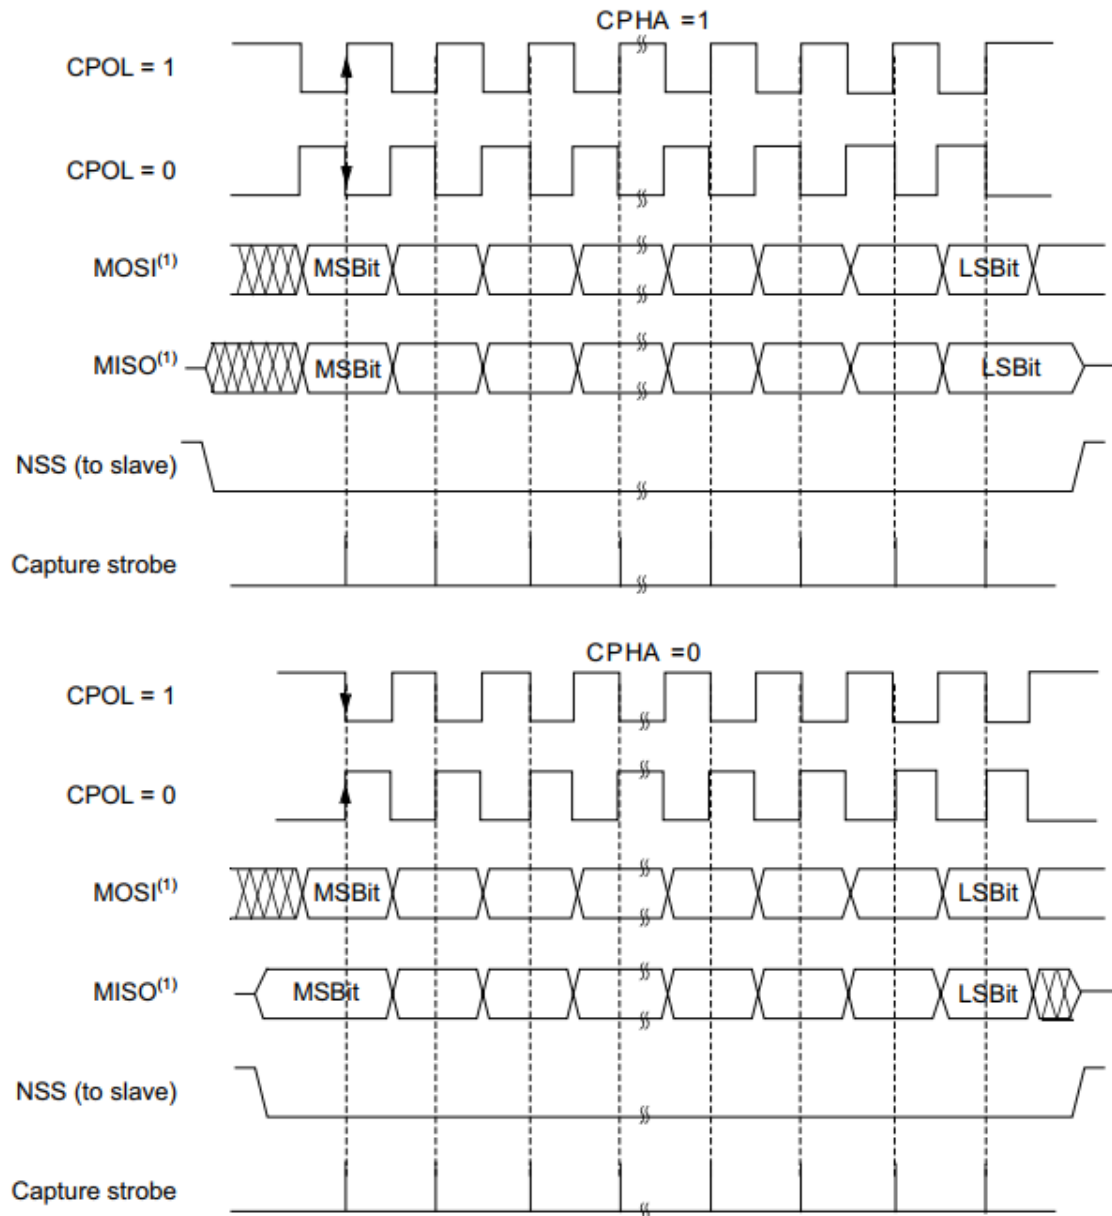 CPHA =1
CPOL = 1
CPOL = 0
MOSI(1) MSBit LSBit
MISO(1) MSBit LSBit
NSS (to slave)
Capture strobe
CPHA =0
CPOL = 1
CPOL = 0
MOSI(1) MSBit LSBit
MISO(1) MSBit LSBit
NSS (to slave)
Capture strobe